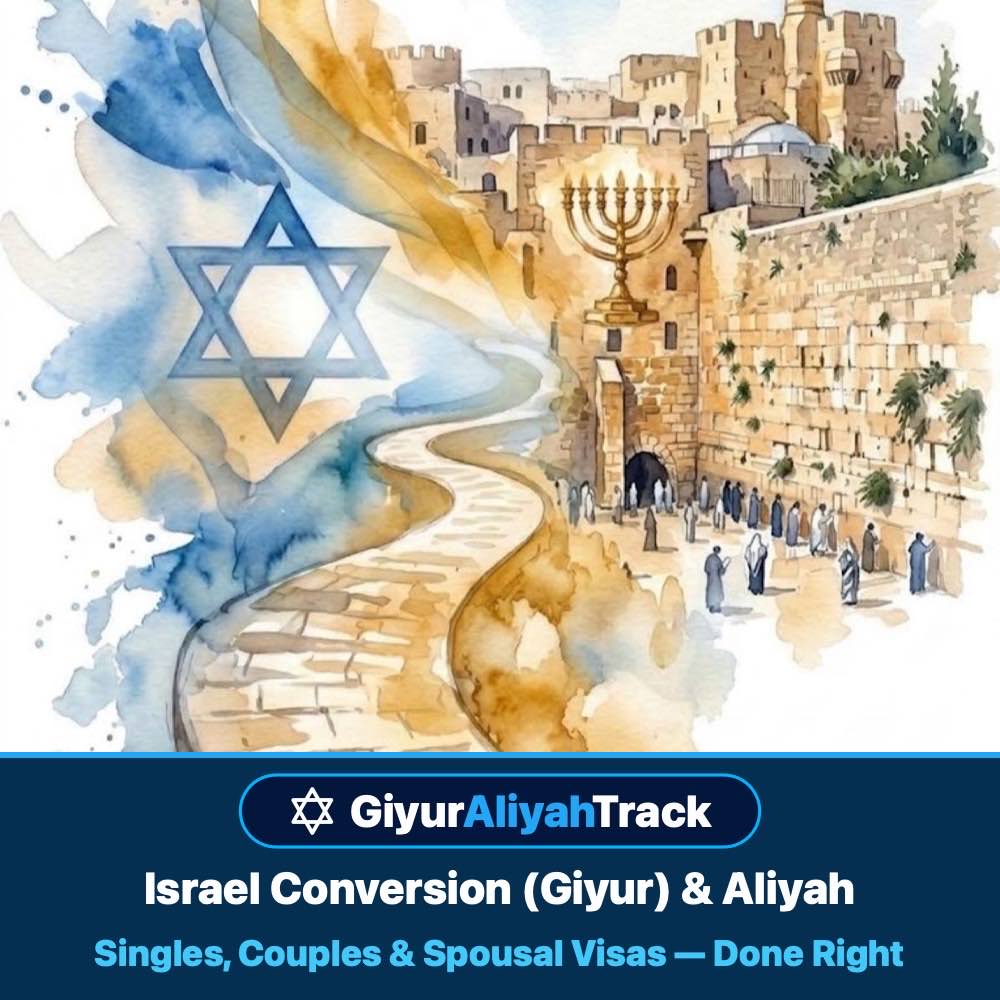 GiyurAliyahTrack
Israel Conversion (Giyur) & Aliyah
Singles, Couples & Spousal Visas — Done Right